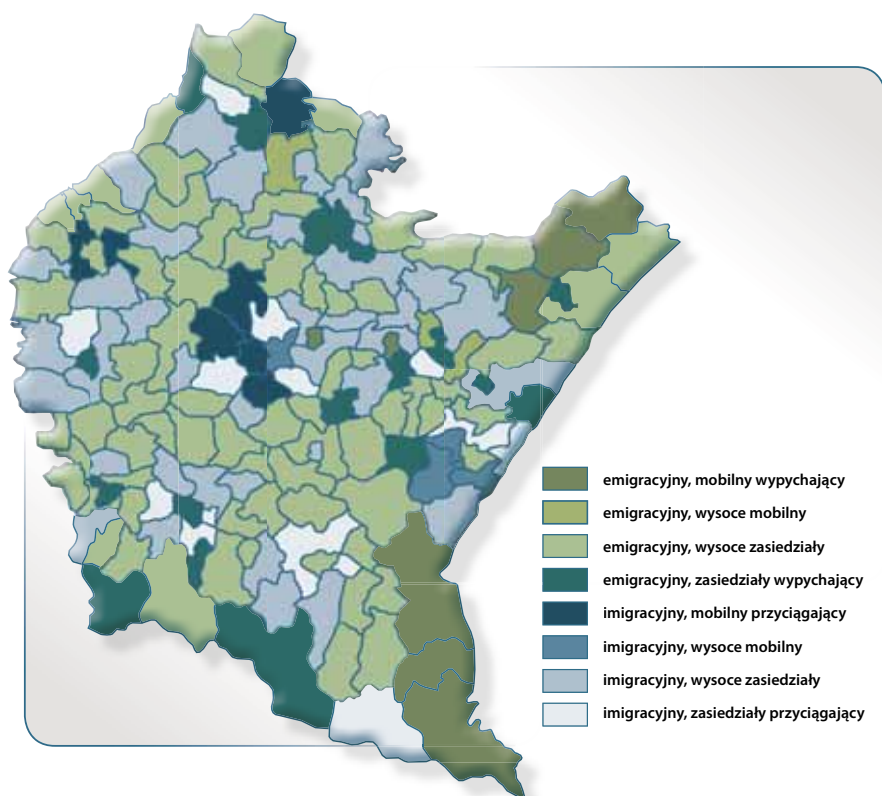 emigracyjny, mobilny wypychający
emigracyjny, wysoce mobilny
emigracyjny, wysoce zasiedziały
emigracyjny, zasiedziały wypychający
imigracyjny, mobilny przyciągający
imigracyjny, wysoce mobilny
imigracyjny, wysoce zasiedziały
imigracyjny, zasiedziały przyciągający